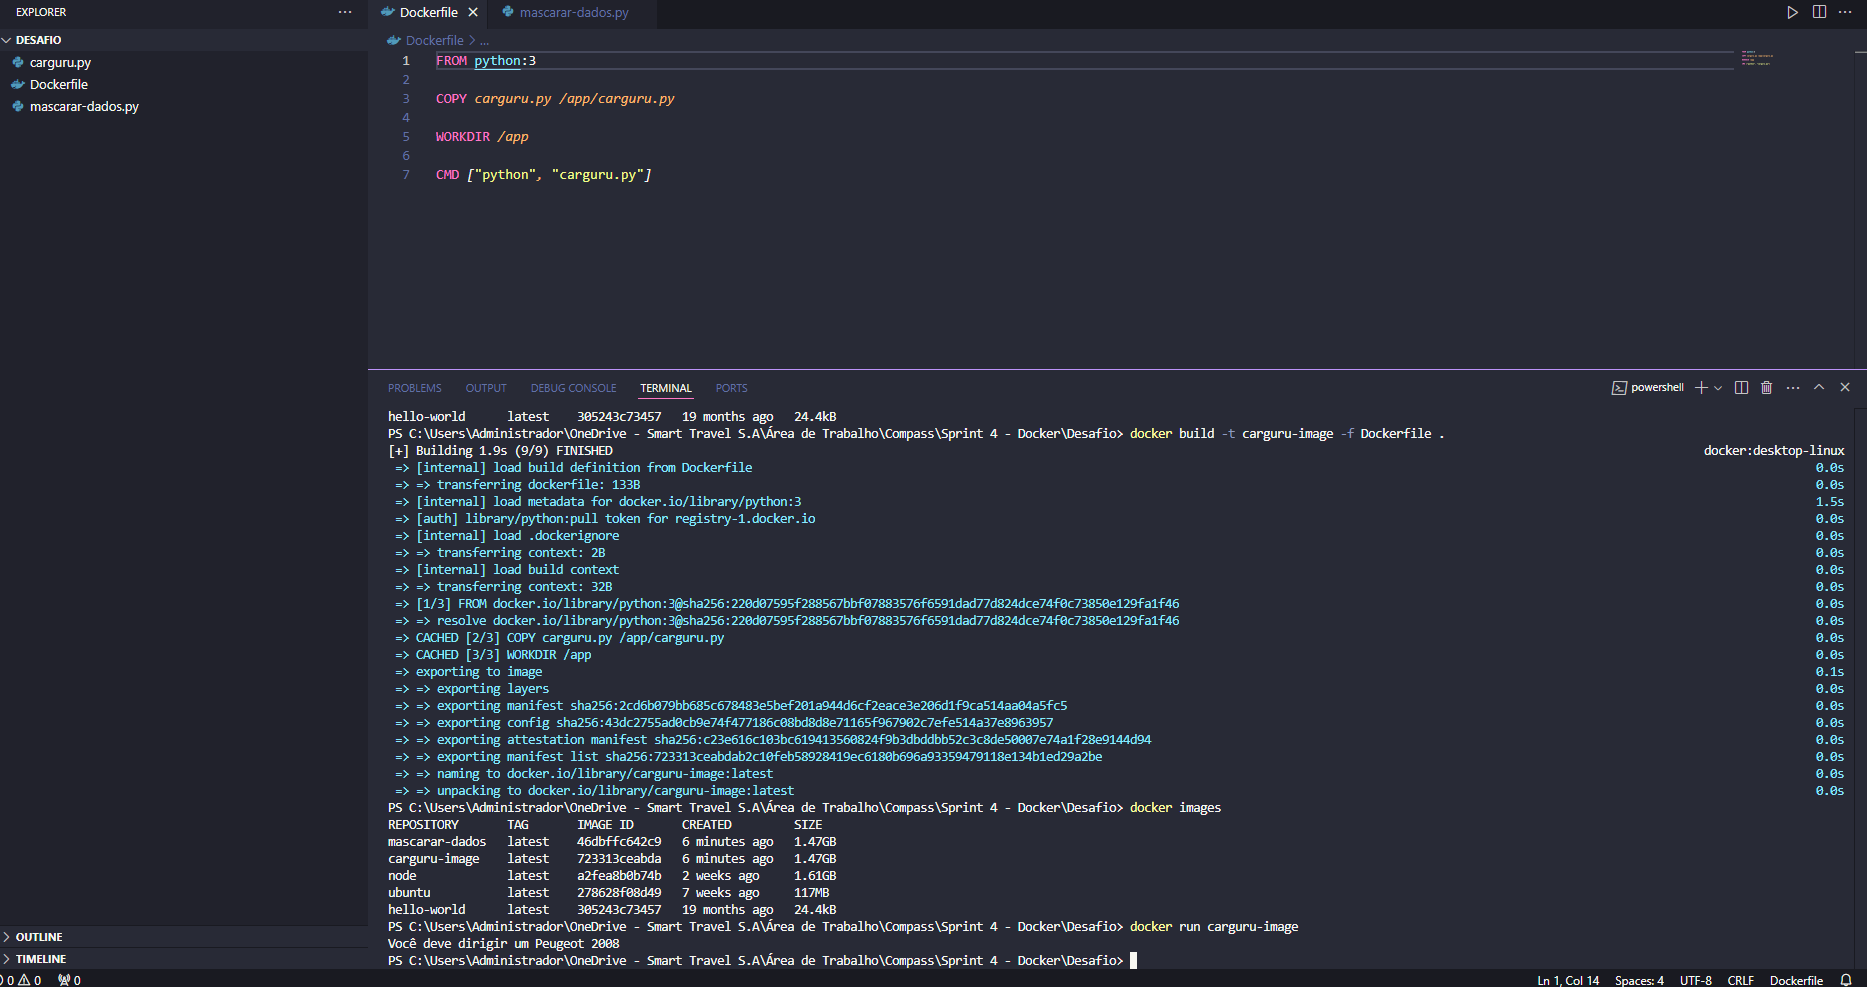 EXPLORER
DESAFIO
carguru.py
Dockerfile
mascarar-dados.py
OUTLINE
TIMELINE
Dockerfile
mascarar-dados.py
Dockerfile > ...
1 FROM python:3
2
3 COPY carguru.py /app/carguru.py
4
5 WORKDIR /app
6
7 CMD ["python", "carguru.py"]
PROBLEMS OUTPUT DEBUG CONSOLE TERMINAL PORTS powershell
hello-world latest 305243c73457 19 months ago 24.4kB
PS C:\Users\Administrador\OneDrive - Smart Travel S.A\Área de Trabalho\Compass\Sprint 4 - Docker\Desafio> docker build -t carguru-image -f Dockerfile .
[+] Building 1.9s (9/9) FINISHED docker:desktop-linux
=> [internal] load build definition from Dockerfile 0.0s
=> => transferring dockerfile: 133B 0.0s
=> [internal] load metadata for docker.io/library/python:3 1.5s
=> [auth] library/python:pull token for registry-1.docker.io 0.0s
=> [internal] load .dockerignore 0.0s
=> => transferring context: 2B 0.0s
=> [internal] load build context 0.0s
=> => transferring context: 32B 0.0s
=> [1/3] FROM docker.io/library/python:3@sha256:220d07595f288567bbf07883576f6591dad77d824dce74f0c73850e129fa1f46 0.0s
=> => resolve docker.io/library/python:3@sha256:220d07595f288567bbf07883576f6591dad77d824dce74f0c73850e129fa1f46 0.0s
=> CACHED [2/3] COPY carguru.py /app/carguru.py 0.0s
=> CACHED [3/3] WORKDIR /app 0.0s
=> exporting to image 0.1s
=> => exporting layers 0.0s
=> => exporting manifest sha256:2cd6b079bb685c678483e5bef201a944d6cf2eace3e206d1f9ca514aa04a5fc5 0.0s
=> => exporting config sha256:43dc2755ad0cb9e74f477186c08bd8d8e71165f967902c7efe514a37e8963957 0.0s
=> => exporting attestation manifest sha256:c23e616c103bc619413560824f9b3dbddbb52c3c8de50007e74a1f28e9144d94 0.0s
=> => exporting manifest list sha256:723313ceabdab2c10feb58928419ec6180b696a93359479118e134b1ed29a2be 0.0s
=> => naming to docker.io/library/carguru-image:latest 0.0s
=> => unpacking to docker.io/library/carguru-image:latest 0.0s
PS C:\Users\Administrador\OneDrive - Smart Travel S.A\Área de Trabalho\Compass\Sprint 4 - Docker\Desafio> docker images
REPOSITORY TAG IMAGE ID CREATED SIZE
mascarar-dados latest 46dbffc642c9 6 minutes ago 1.47GB
carguru-image latest 723313ceabda 6 minutes ago 1.47GB
node latest a2fea8b0b74b 2 weeks ago 1.61GB
ubuntu latest 278628f08d49 7 weeks ago 117MB
hello-world latest 305243c73457 19 months ago 24.4kB
PS C:\Users\Administrador\OneDrive - Smart Travel S.A\Área de Trabalho\Compass\Sprint 4 - Docker\Desafio> docker run carguru-image
Você deve dirigir um Peugeot 2008
PS C:\Users\Administrador\OneDrive - Smart Travel S.A\Área de Trabalho\Compass\Sprint 4 - Docker\Desafio>
0 0 0 Ln 1, Col 14 Spaces: 4 UTF-8 CRLF Dockerfile